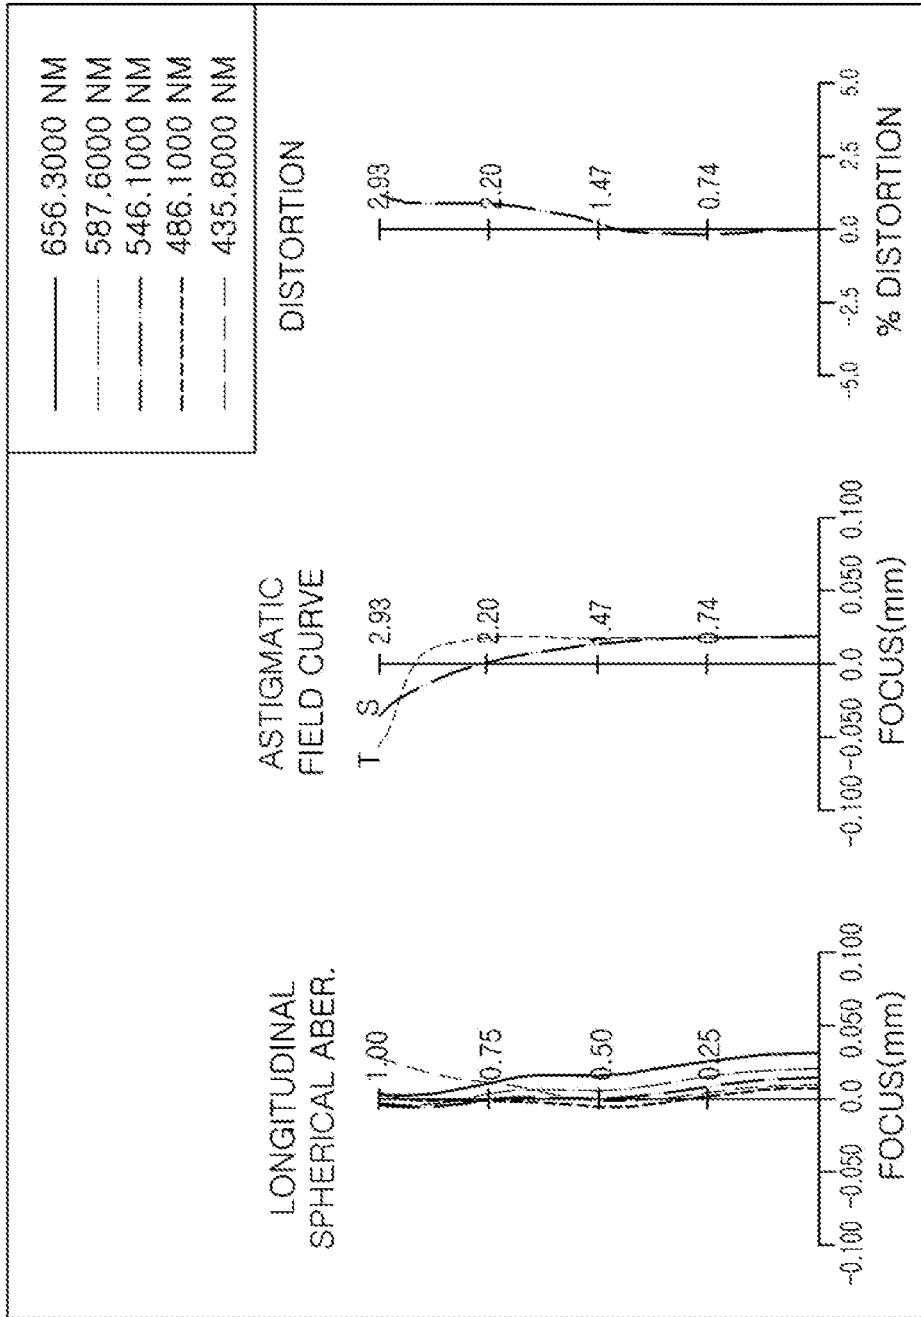 656.3000 NM
587.6000 NM
546.1000 NM
486.1000 NM
435.8000 NM
LONGITUDINAL
SPHERICAL ABER.
1.00
0.75
0.50
0.25
-0.100 -0.050 0.0 0.050 0.100
FOCUS(mm)
ASTIGMATIC
FIELD CURVE
T S 2.93
2.20
.47
0.74
-0.100 -0.050 0.0 0.050 0.100
FOCUS(mm)
DISTORTION
2.93
2.20
1.47
0.74
-5.0 -2.5 0.0 2.5 5.0
% DISTORTION